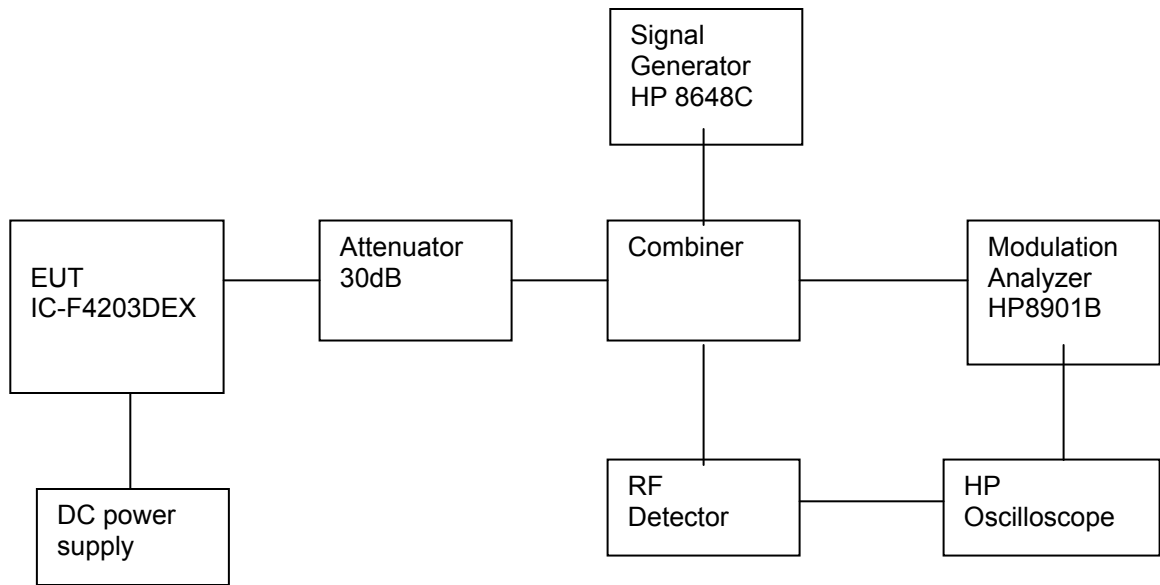 Signal
Generator
HP 8648C
EUT
IC-F4203DEX
Attenuator
30dB
Combiner
Modulation
Analyzer
HP8901B
DC power
supply
RF
Detector
HP
Oscilloscope